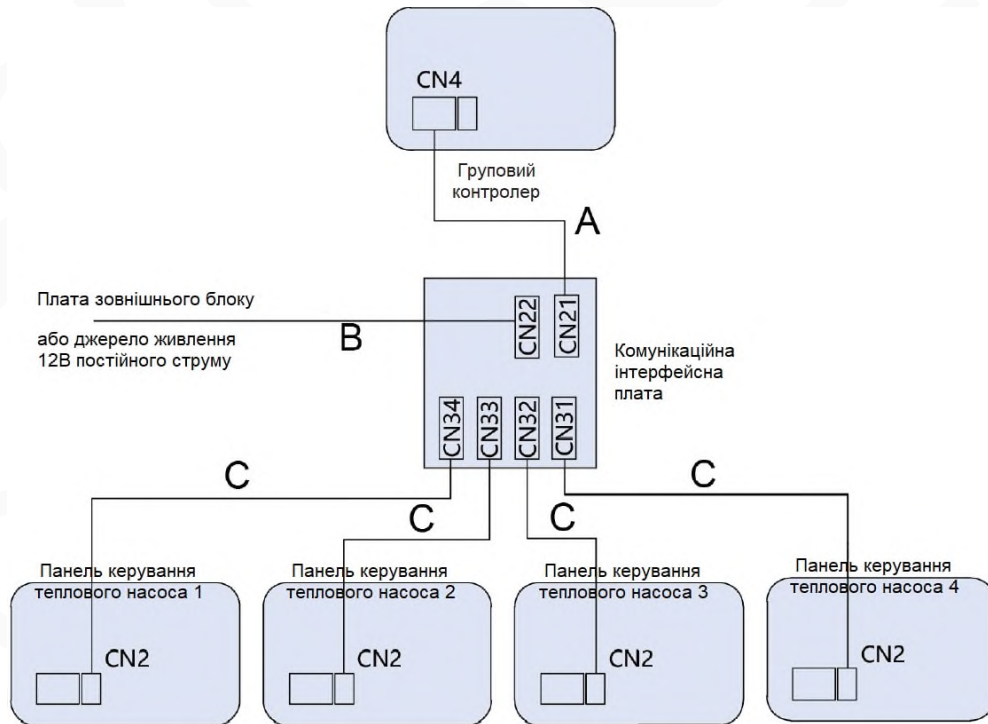 CN4
Груповий
контролер
A
Плата зовнішнього блоку
або джерело живлення
12В постійного струму
B
CN22
CN21
Комунікаційна
інтерфейсна
плата
CN34
CN33
CN32
CN31
C
C
C
C
Панель керування
теплового насоса 1
CN2
Панель керування
теплового насоса 2
CN2
Панель керування
теплового насоса 3
CN2
Панель керування
теплового насоса 4
CN2